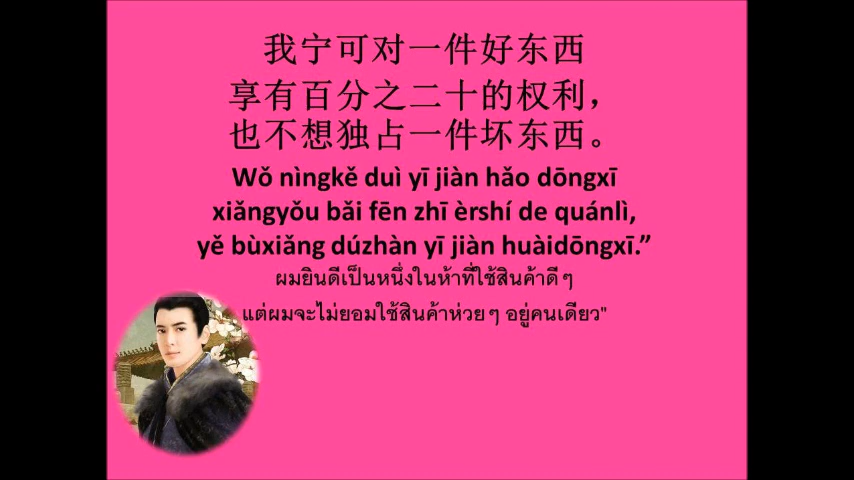 我宁可对一件好东西
享有百分之二十的权利，
也不想独占一件坏东西。
Wǒ nìngkě duì yī jiàn hǎo dōngxī
xiǎngyǒu bǎi fēn zhī èrshí de quánlì,
yě bùxiǎng dúzhàn yī jiàn huàidōngxī.”
ผมยินดีเป็นหนึ่งในห้าที่ใช้สินค้าดีๆ
แต่ผมจะไม่ยอมใช้สินค้าห่วยๆ อยู่คนเดียว"